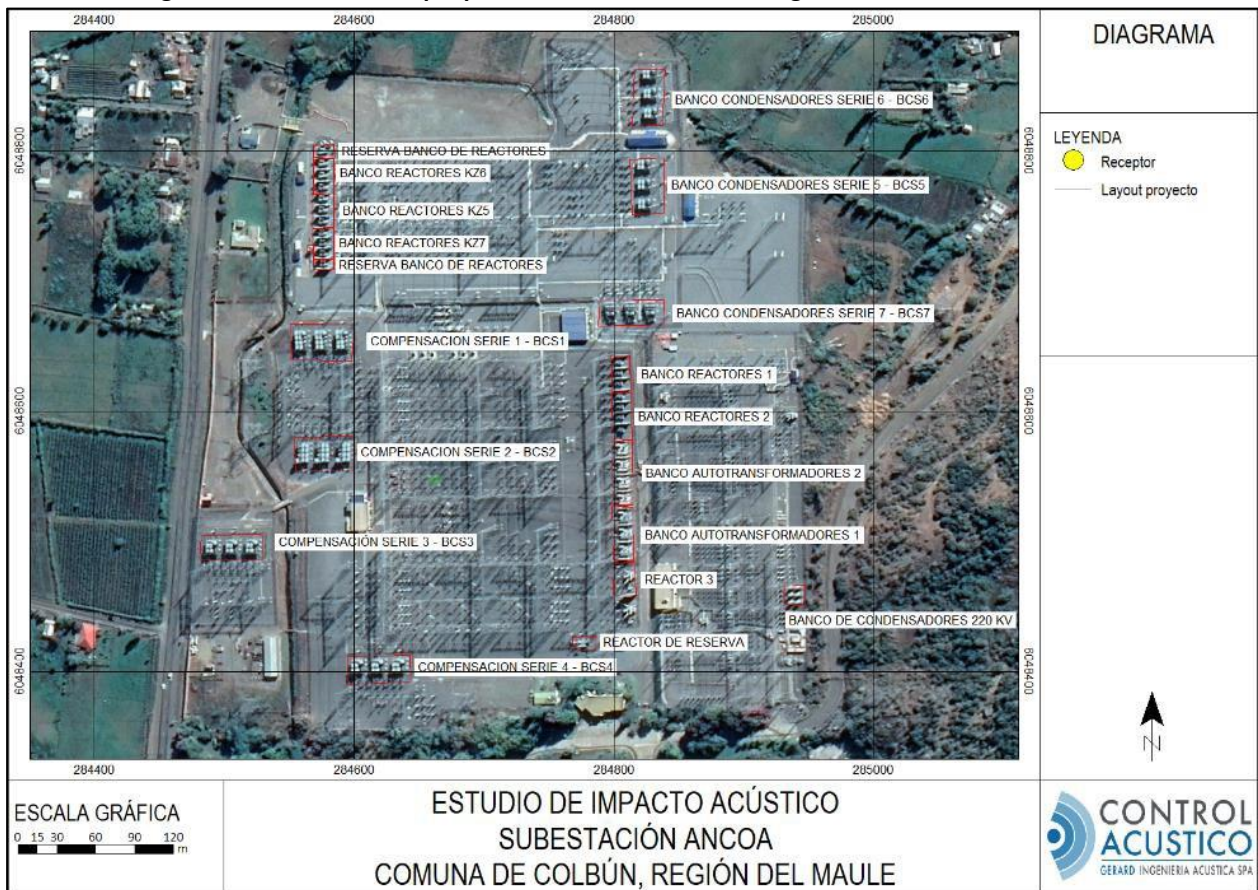 284400 284600 284800 285000
DIAGRAMA
LEYENDA
Receptor
Layout proyecto
6048800
6048800
BANCO CONDENSADORES SERIE 6 - BCS6
RESERVA BANCO DE REACTORES
BANCO REACTORES KZ6
BANCO CONDENSADORES SERIE 5 - BCS5
BANCO REACTORES KZ5
BANCO REACTORES KZ7
RESERVA BANCO DE REACTORES
BANCO CONDENSADORES SERIE 7 - BCS7
COMPENSACION SERIE 1 - BCS1
BANCO REACTORES 1
6048600
6048600
BANCO REACTORES 2
COMPENSACION SERIE 2 - BCS2
BANCO AUTOTRANSFORMADORES 2
BANCO AUTOTRANSFORMADORES 1
COMPENSACIÓN SERIE 3 - BCS3
REACTOR 3
BANCO DE CONDENSADORES 220 KV
REACTOR DE RESERVA
COMPENSACION SERIE 4 - BCS4
6048400
6048400
N
284400 284600 284800 285000
ESCALA GRÁFICA
0 15 30 60 90 120
m
ESTUDIO DE IMPACTO ACÚSTICO
SUBESTACIÓN ANCOA
COMUNA DE COLBÚN, REGIÓN DEL MAULE
CONTROL
ACUSTICO
GERARD INGENIERIA ACUSTICA SPA